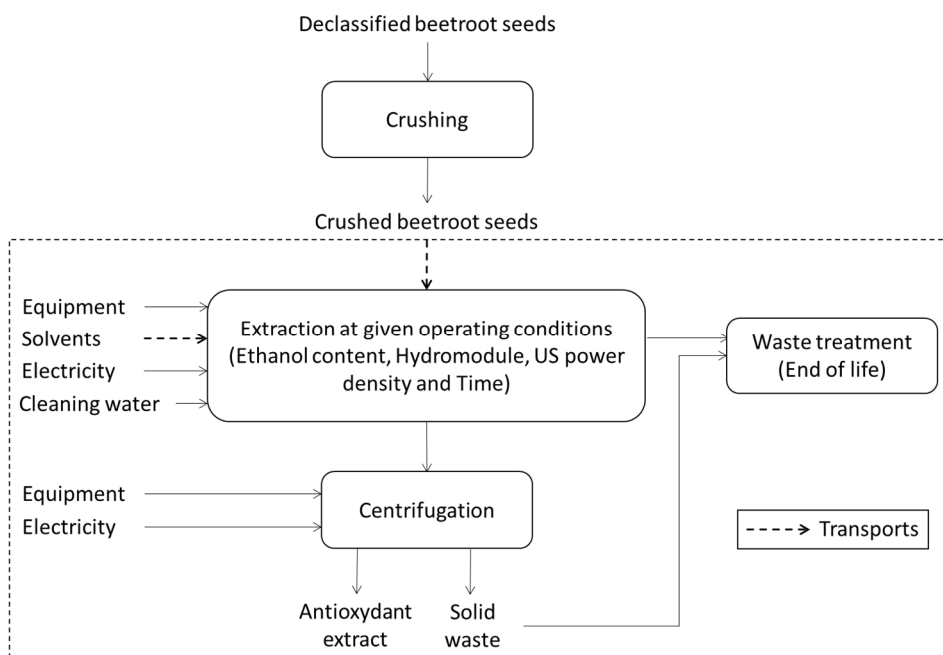 Declassified beetroot seeds
Crushing
Crushed beetroot seeds
Equipment
Solvents
Electricity
Cleaning water
Extraction at given operating conditions
(Ethanol content, Hydromodule, US power
density and Time)
Waste treatment
(End of life)
Equipment
Electricity
Centrifugation
Transports
Antioxydant
extract
Solid
waste